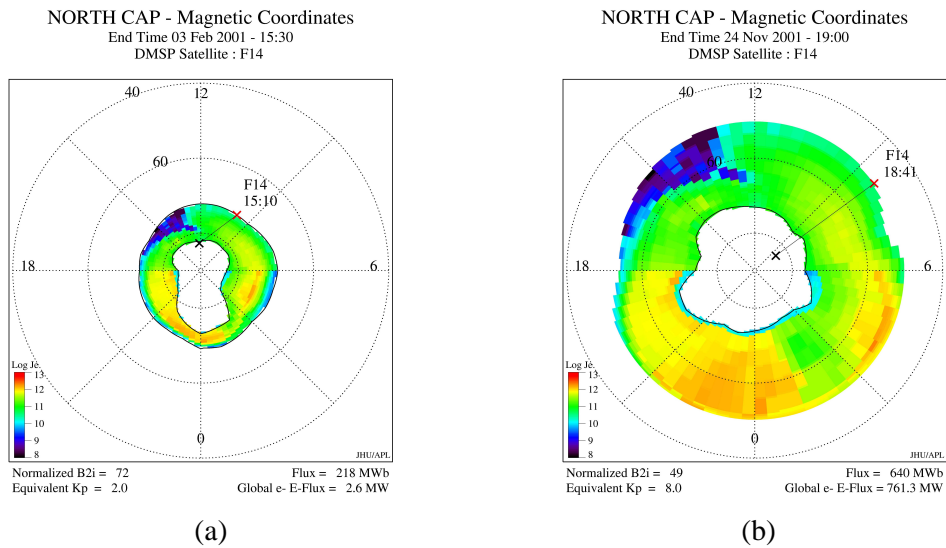 NORTH CAP - Magnetic Coordinates
End Time 03 Feb 2001 - 15:30
DMSP Satellite : F14
40
12
60
F14
15:10
18
6
Log Je.
13
12
11
10
9
8
0
JHU/APL
Normalized B2i = 72
Flux = 218 MWb
Equivalent Kp = 2.0
Global e- E-Flux = 2.6 MW
(a)
NORTH CAP - Magnetic Coordinates
End Time 24 Nov 2001 - 19:00
DMSP Satellite : F14
40
12
60
F14
18:41
18
6
Log Je.
13
12
11
10
9
8
0
JHU/APL
Normalized B2i = 49
Flux = 640 MWb
Equivalent Kp = 8.0
Global e- E-Flux = 761.3 MW
(b)